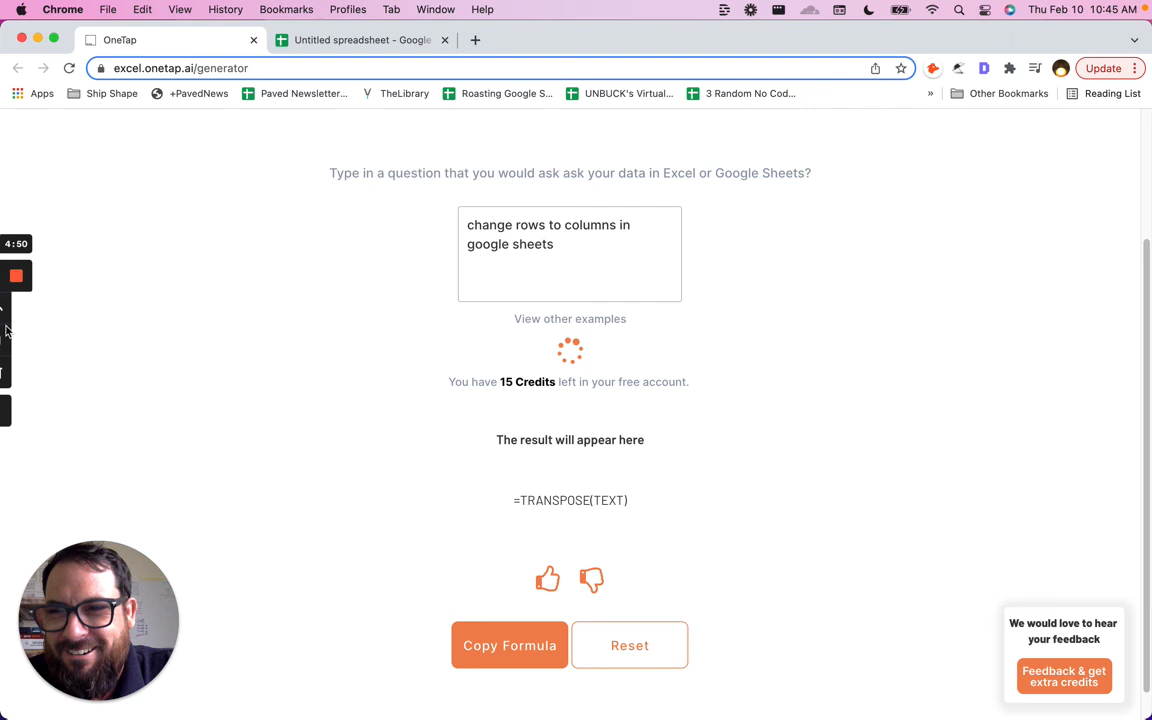 Chrome File Edit View History Bookmarks Profiles Tab Window Help Thu Feb 10 10:45 AM
OneTap
Untitled spreadsheet - Google
excel.onetap.ai/generator
Update
Apps
Ship Shape
+PavedNews
Paved Newsletter...
TheLibrary
Roasting Google S...
UNBUCK's Virtual...
3 Random No Cod...
»
Other Bookmarks
Reading List
Type in a question that you would ask ask your data in Excel or Google Sheets?
change rows to columns in
google sheets
4:50
View other examples
You have 15 Credits left in your free account.
The result will appear here
=TRANSPOSE(TEXT)
Copy Formula
Reset
We would love to hear
your feedback
Feedback & get
extra credits